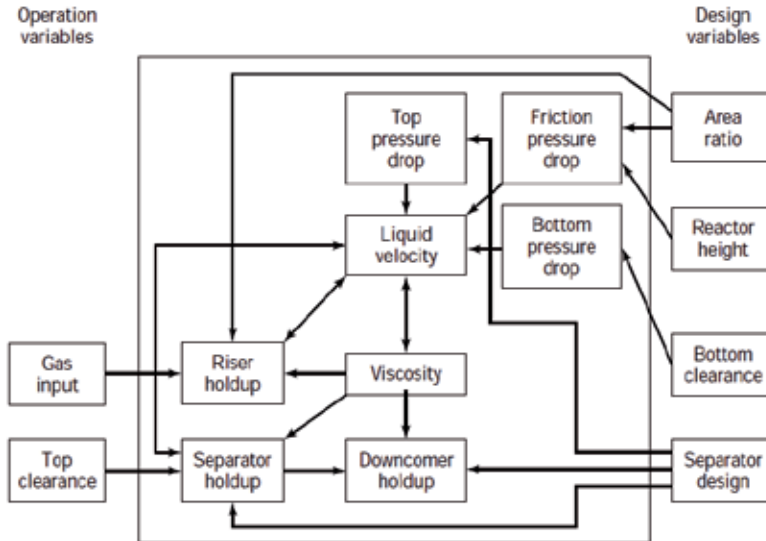 Operation
variables
Design
variables
Top
pressure
drop
Friction
pressure
drop
Area
ratio
Liquid
velocity
Bottom
pressure
drop
Reactor
height
Gas
input
Riser
holdup
Viscosity
Bottom
clearance
Top
clearance
Separator
holdup
Downcomer
holdup
Separator
design